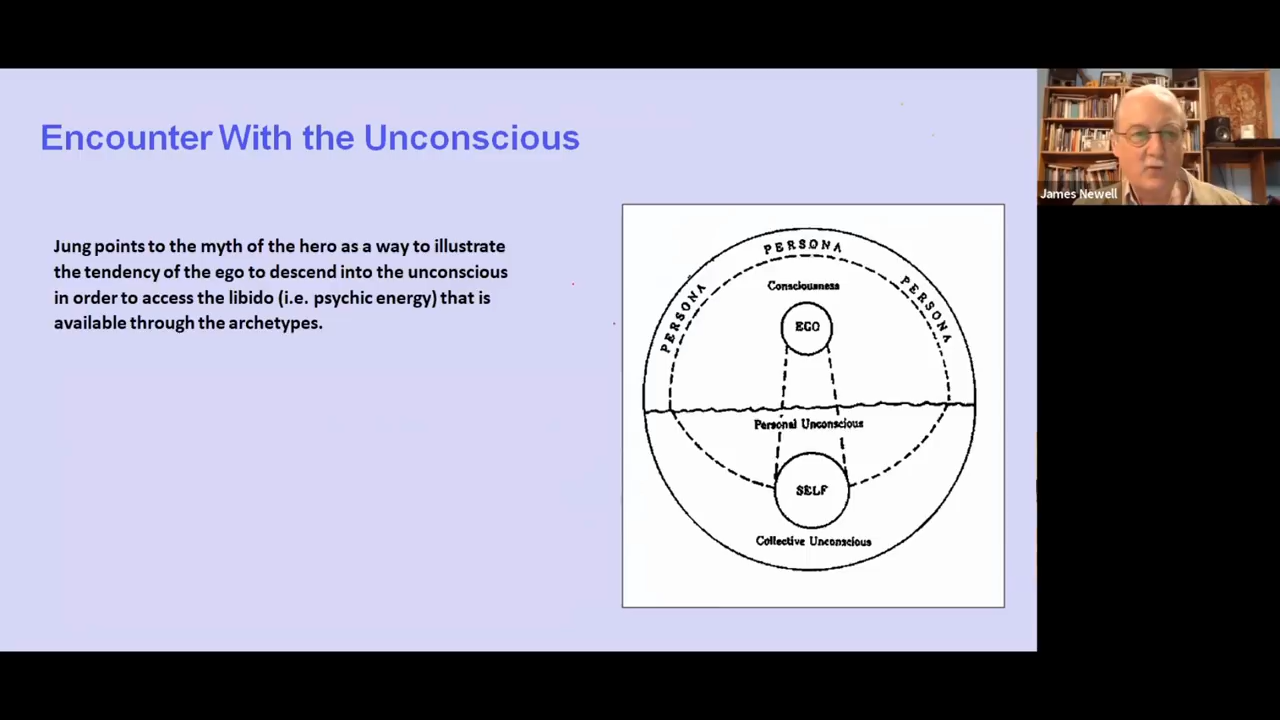 Encounter With the Unconscious
James Newell
Jung points to the myth of the hero as a way to illustrate
the tendency of the ego to descend into the unconscious
in order to access the libido (i.e. psychic energy) that is
available through the archetypes.
PERSONA
PERSONA
PERSONA
Consciousness
EGO
Personal Unconscious
SELF
Collective Unconscious